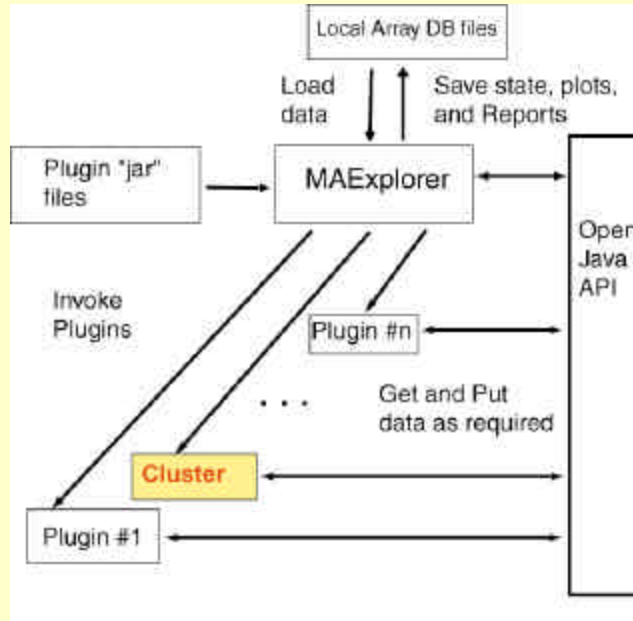 Local Array DB files
Load
data
Save state, plots,
and Reports
Plugin "jar"
files
MAExplorer
Open
Java
API
Invoke
Plugins
Plugin #n
. . .
Get and Put
data as required
Cluster
Plugin #1